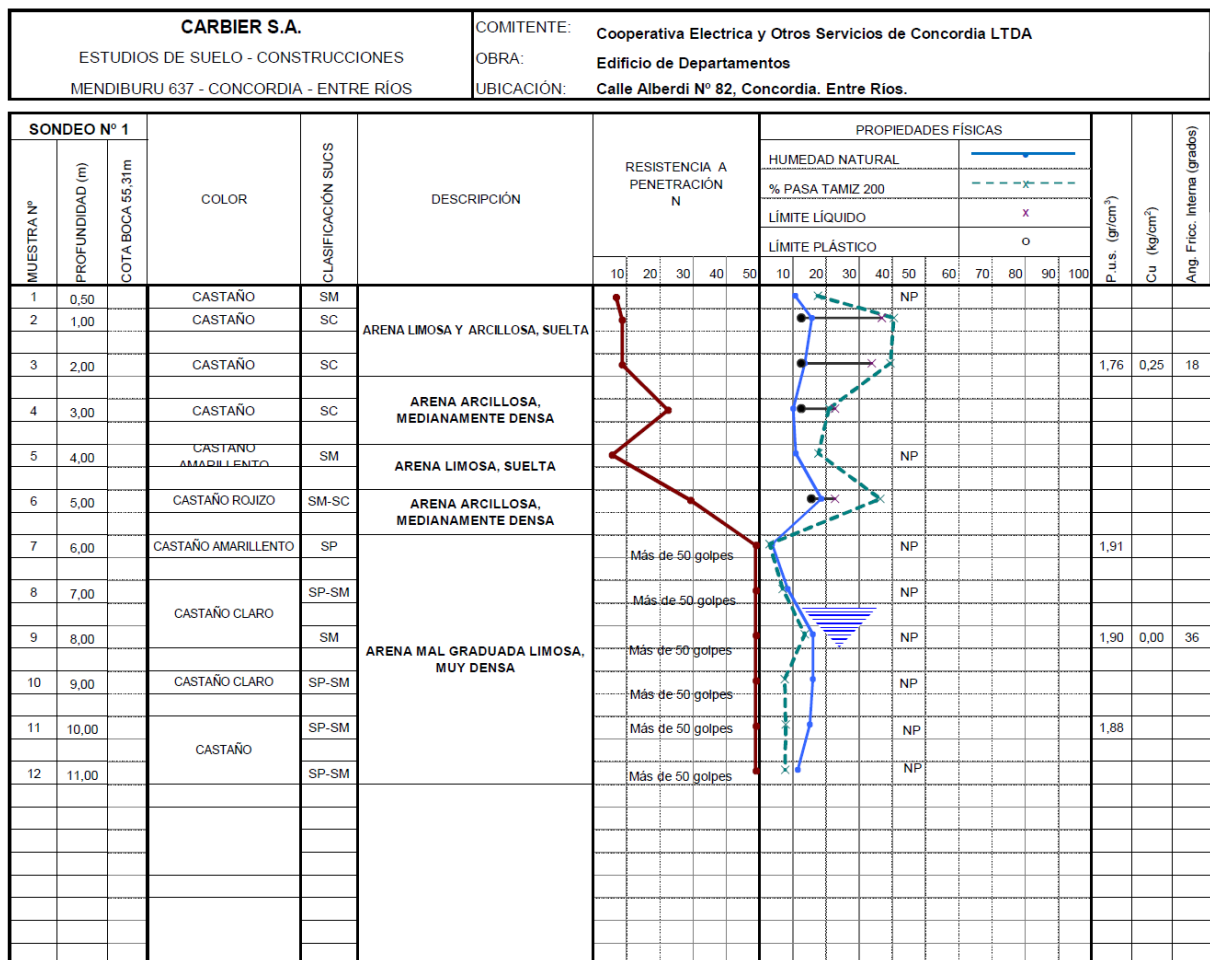 CARBIER S.A.
ESTUDIOS DE SUELO - CONSTRUCCIONES
MENDIBURU 637 - CONCORDIA - ENTRE RÍOS
COMITENTE: Cooperativa Electrica y Otros Servicios de Concordia LTDA
OBRA: Edificio de Departamentos
UBICACIÓN: Calle Alberdi Nº 82, Concordia. Entre Ríos.
SONDEO Nº 1
MUESTRA Nº
PROFUNDIDAD (m)
COTA BOCA 55,31m
COLOR
CLASIFICACIÓN SUCS
DESCRIPCIÓN
RESISTENCIA A
PENETRACIÓN
N
PROPIEDADES FÍSICAS
HUMEDAD NATURAL
% PASA TAMIZ 200
LÍMITE LÍQUIDO x
LÍMITE PLÁSTICO o
P.u.s. (gr/cm³)
Cu (kg/cm²)
Ang. Fricc. Interna (grados)
10 20 30 40 50
10 20 30 40 50 60 70 80 90 100
1 0,50 CASTAÑO SM NP
2 1,00 CASTAÑO SC
ARENA LIMOSA Y ARCILLOSA, SUELTA
3 2,00 CASTAÑO SC 1,76 0,25 18
ARENA ARCILLOSA,
MEDIANAMENTE DENSA
4 3,00 CASTAÑO SC
5 4,00 CASTAÑO AMARILLENTO SM NP
ARENA LIMOSA, SUELTA
6 5,00 CASTAÑO ROJIZO SM-SC
ARENA ARCILLOSA,
MEDIANAMENTE DENSA
7 6,00 CASTAÑO AMARILLENTO SP Más de 50 golpes NP 1,91
8 7,00 SP-SM Más de 50 golpes NP
CASTAÑO CLARO
9 8,00 SM Más de 50 golpes NP 1,90 0,00 36
ARENA MAL GRADUADA LIMOSA,
MUY DENSA
10 9,00 CASTAÑO CLARO SP-SM Más de 50 golpes NP
11 10,00 SP-SM Más de 50 golpes NP 1,88
CASTAÑO
12 11,00 SP-SM Más de 50 golpes NP